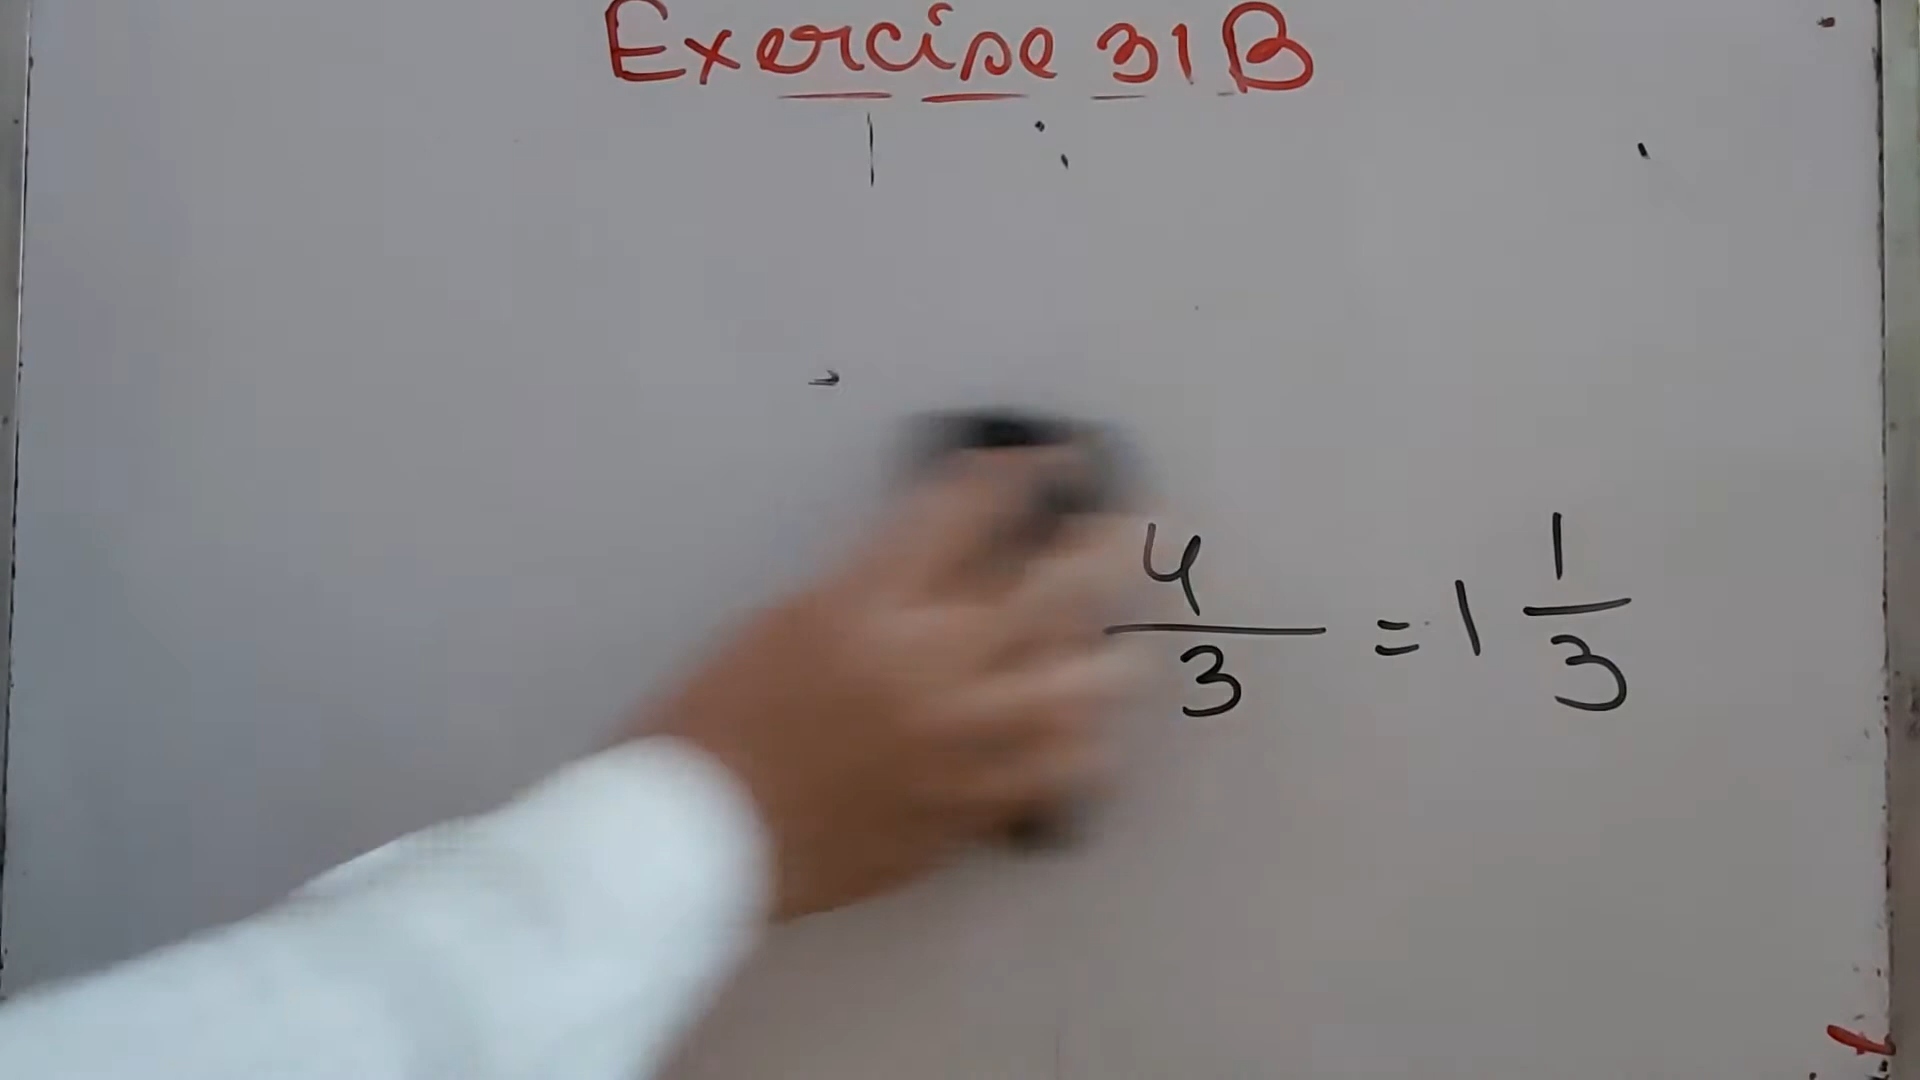 Exercise 31B
4/3 = 1 1/3